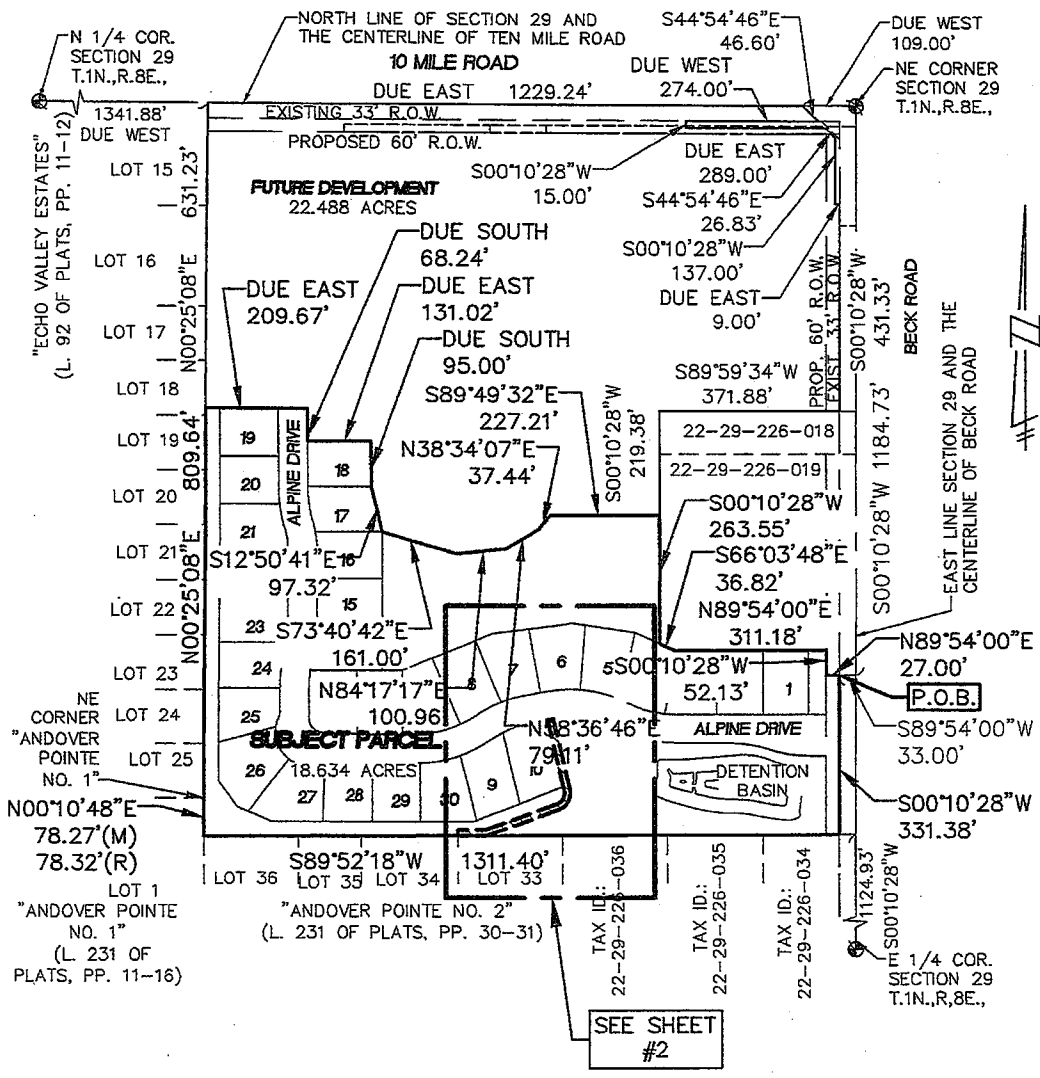 NORTH LINE OF SECTION 29 AND
THE CENTERLINE OF TEN MILE ROAD
10 MILE ROAD
N 1/4 COR.
SECTION 29
T.1N.,R.8E.,
S44°54'46"E
46.60'
DUE WEST
109.00'
DUE WEST
274.00'
NE CORNER
SECTION 29
T.1N.,R.8E.,
1341.88'
DUE WEST
DUE EAST 1229.24'
EXISTING 33' R.O.W.
PROPOSED 60' R.O.W.
S00°10'28"W
15.00'
DUE EAST
289.00'
S44°54'46"E
26.83'
S00°10'28"W
137.00'
DUE EAST
9.00'
"ECHO VALLEY ESTATES"
(L. 92 OF PLATS, PP. 11-12)
LOT 15
LOT 16
LOT 17
LOT 18
LOT 19
LOT 20
LOT 21
LOT 22
LOT 23
LOT 24
LOT 25
N00°25'08"E 631.23'
N00°25'08"E 809.64'
FUTURE DEVELOPMENT
22.488 ACRES
DUE SOUTH
68.24'
DUE EAST
131.02'
DUE EAST
209.67'
DUE SOUTH
95.00'
S89°49'32"E
227.21'
N38°34'07"E
37.44'
S00°10'28"W
219.38'
S89°59'34"W
371.88'
PROP. 60' R.O.W.
EXIST. 33' R.O.W.
S00°10'28"W
431.33'
BECK ROAD
22-29-226-018
22-29-226-019
S00°10'28"W 1184.73'
EAST LINE SECTION 29 AND THE
CENTERLINE OF BECK ROAD
S00°10'28"W
263.55'
S66°03'48"E
36.82'
N89°54'00"E
311.18'
S00°10'28"W
52.13'
N89°54'00"E
27.00'
P.O.B.
S89°54'00"W
33.00'
S00°10'28"W
331.38'
19
20
21
23
24
25
26
27
28
29
30
18
17
16
15
ALPINE DRIVE
S12°50'41"E
97.32'
S73°40'42"E
161.00'
N84°17'17"E
100.96
8
7
6
5
1
9
ALPINE DRIVE
DETENTION
BASIN
SUBJECT PARCEL
18.634 ACRES
NE
CORNER
"ANDOVER
POINTE
NO. 1"
N00°10'48"E
78.27'(M)
78.32'(R)
S89°52'18"W 1311.40'
LOT 36
LOT 35
LOT 34
LOT 33
LOT 1
"ANDOVER POINTE
NO. 1"
(L. 231 OF
PLATS, PP. 11-16)
"ANDOVER POINTE NO. 2"
(L. 231 OF PLATS, PP. 30-31)
TAX ID.:
22-29-226-036
TAX ID.:
22-29-226-035
TAX ID.:
22-29-226-034
1124.93'
S00°10'28"W
E 1/4 COR.
SECTION 29
T.1N.,R,8E.,
SEE SHEET
#2